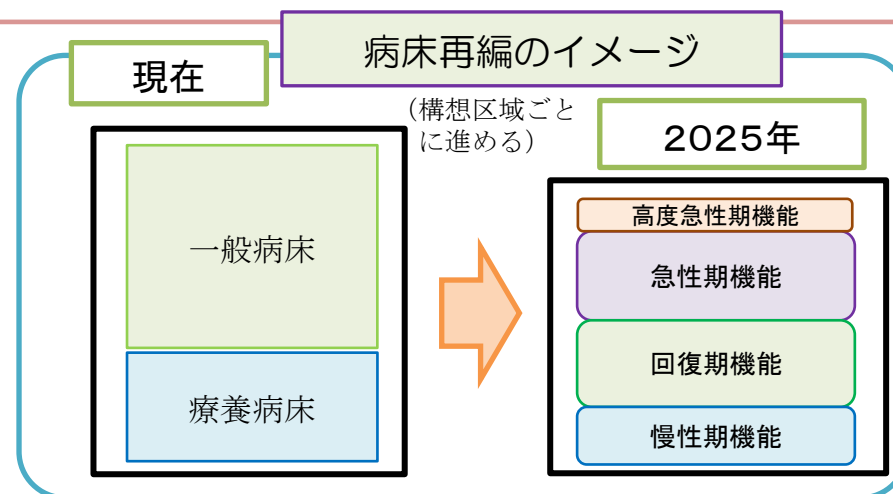 病床再編のイメージ
現在
（構想区域ごと
に進める）
2025年
一般病床
療養病床
高度急性期機能
急性期機能
回復期機能
慢性期機能